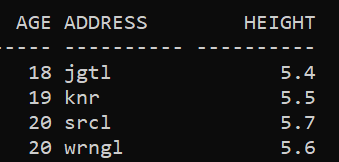 AGE ADDRESS HEIGHT
----- ---------- ----------
18 jgtl 5.4
19 knr 5.5
20 srcl 5.7
20 wrngl 5.6